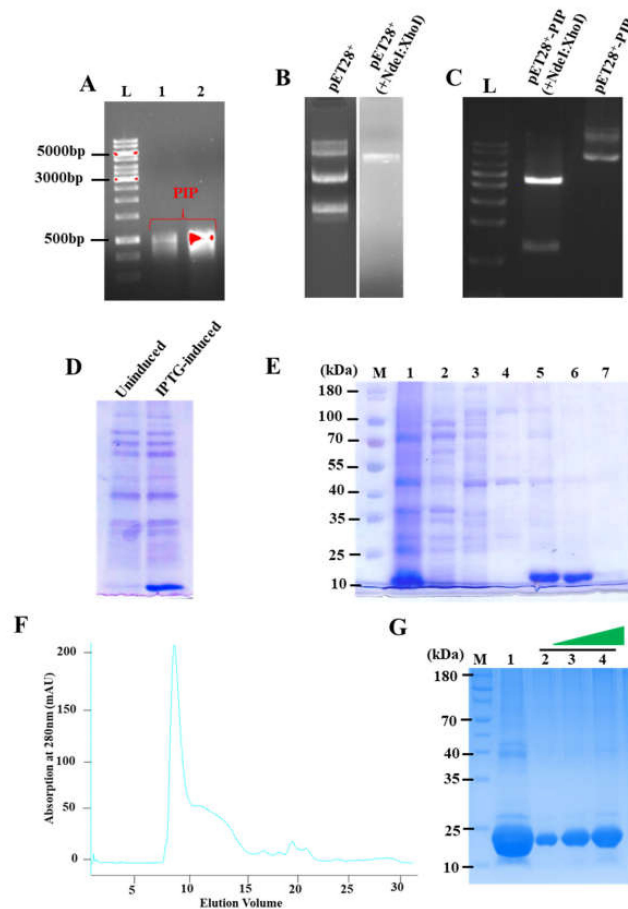 A
L 1 2
5000bp
3000bp
PIP
500bp
B
pET28⁺
pET28⁺
(+NdeI:XhoI)
C
L
pET28⁺-PIP
(+NdeI:XhoI)
pET28⁺-PIP
D
Uninduced
IPTG-induced
E
(kDa) M 1 2 3 4 5 6 7
180
100
70
55
40
35
25
10
F
Absorption at 280nm (mAU)
200
150
100
50
0
5 10 15 20 25 30
Elution Volume
G
(kDa) M 1 2 3 4
180
70
40
35
25
10